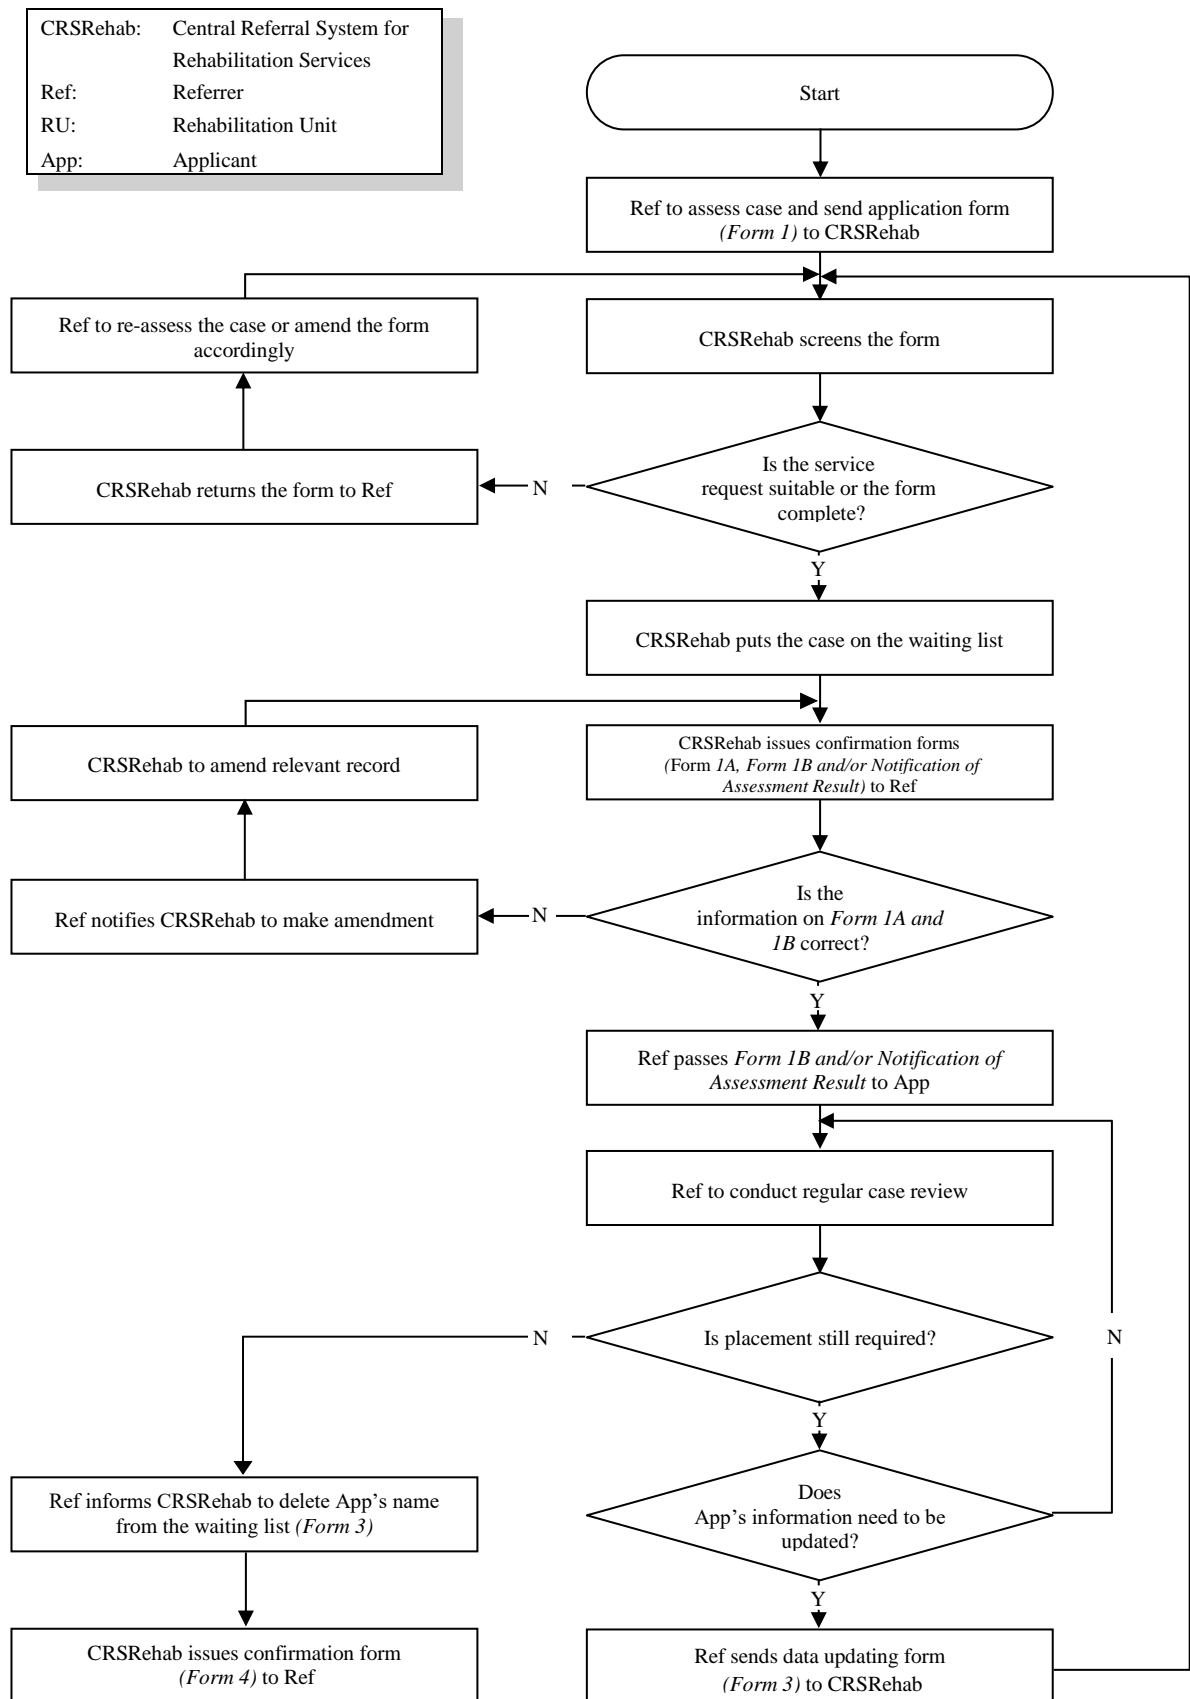 CRSRehab: Central Referral System for
Rehabilitation Services
Ref: Referrer
RU: Rehabilitation Unit
App: Applicant
Start
Ref to assess case and send application form
(Form 1) to CRSRehab
Ref to re-assess the case or amend the form
accordingly
CRSRehab screens the form
Is the service
request suitable or the form
complete?
N
CRSRehab returns the form to Ref
Y
CRSRehab puts the case on the waiting list
CRSRehab to amend relevant record
CRSRehab issues confirmation forms
(Form 1A, Form 1B and/or Notification of
Assessment Result) to Ref
Is the
information on Form 1A and
1B correct?
N
Ref notifies CRSRehab to make amendment
Y
Ref passes Form 1B and/or Notification of
Assessment Result to App
Ref to conduct regular case review
Is placement still required?
N
N
Y
Ref informs CRSRehab to delete App's name
from the waiting list (Form 3)
Does
App's information need to be
updated?
Y
CRSRehab issues confirmation form
(Form 4) to Ref
Ref sends data updating form
(Form 3) to CRSRehab